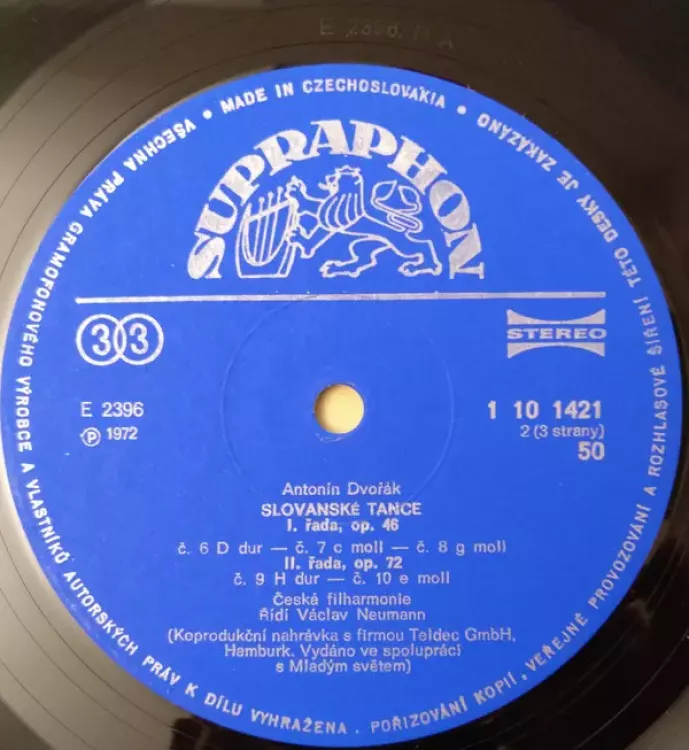 E 2396
SUPRAPHON
VŠECHNA PRÁVA GRAMOFONOVÉHO VÝROBCE A VLASTNÍKŮ AUTORSKÝCH PRÁV K DÍLU VYHRAŽENA. POŘIZOVÁNÍ KOPIÍ, VEŘEJNÉ PROVOZOVÁNÍ A ROZHLASOVÉ ŠÍŘENÍ TÉTO DESKY JE ZAKÁZÁNO • MADE IN CZECHOSLOVAKIA •
33
STEREO
E 2396
1 10 1421
℗ 1972
2 (3 strany)
50
Antonín Dvořák
SLOVANSKÉ TANCE
I. řada, op. 46
č. 6 D dur — č. 7 c moll — č. 8 g moll
II. řada, op. 72
č. 9 H dur — č. 10 e moll
Česká filharmonie
Řídí Václav Neumann
(Koprodukční nahrávka s firmou Teldec GmbH,
Hamburk. Vydáno ve spolupráci
s Mladým světem)